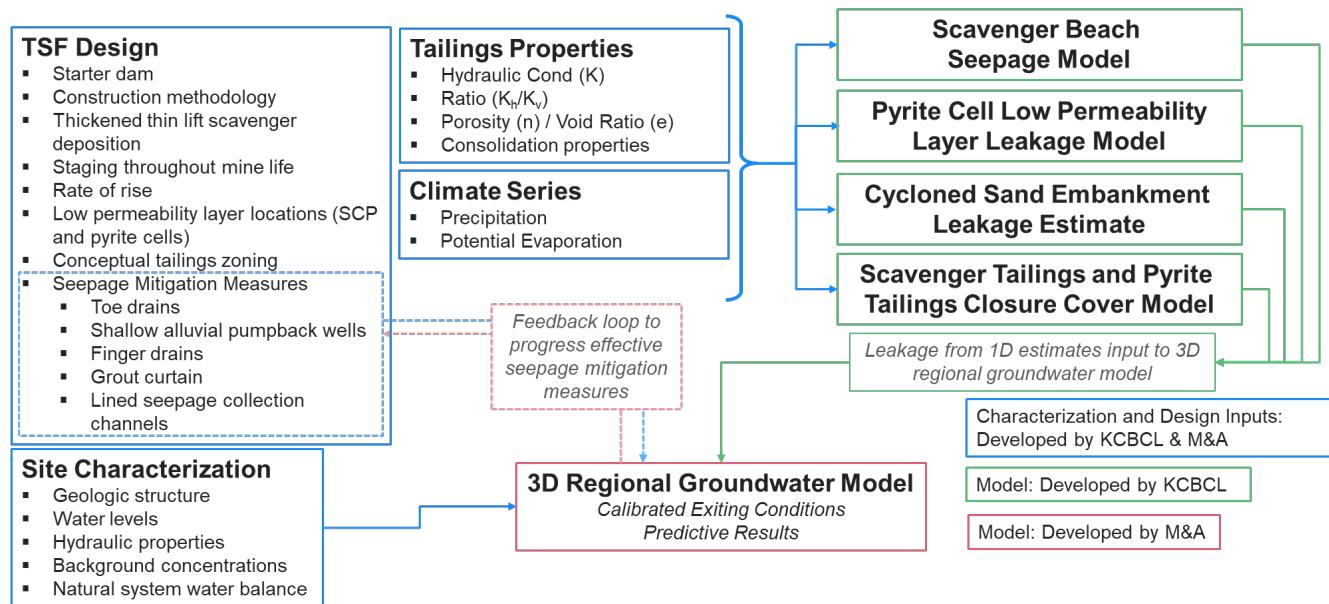 TSF Design
▪ Starter dam
▪ Construction methodology
▪ Thickened thin lift scavenger
deposition
▪ Staging throughout mine life
▪ Rate of rise
▪ Low permeability layer locations (SCP
and pyrite cells)
▪ Conceptual tailings zoning
▪ Seepage Mitigation Measures
▪ Toe drains
▪ Shallow alluvial pumpback wells
▪ Finger drains
▪ Grout curtain
▪ Lined seepage collection
channels
Tailings Properties
▪ Hydraulic Cond (K)
▪ Ratio (Kh/Kv)
▪ Porosity (n) / Void Ratio (e)
▪ Consolidation properties
Climate Series
▪ Precipitation
▪ Potential Evaporation
Scavenger Beach
Seepage Model
Pyrite Cell Low Permeability
Layer Leakage Model
Cycloned Sand Embankment
Leakage Estimate
Scavenger Tailings and Pyrite
Tailings Closure Cover Model
Leakage from 1D estimates input to 3D
regional groundwater model
Feedback loop to
progress effective
seepage mitigation
measures
Site Characterization
▪ Geologic structure
▪ Water levels
▪ Hydraulic properties
▪ Background concentrations
▪ Natural system water balance
3D Regional Groundwater Model
Calibrated Exiting Conditions
Predictive Results
Characterization and Design Inputs:
Developed by KCBCL & M&A
Model: Developed by KCBCL
Model: Developed by M&A